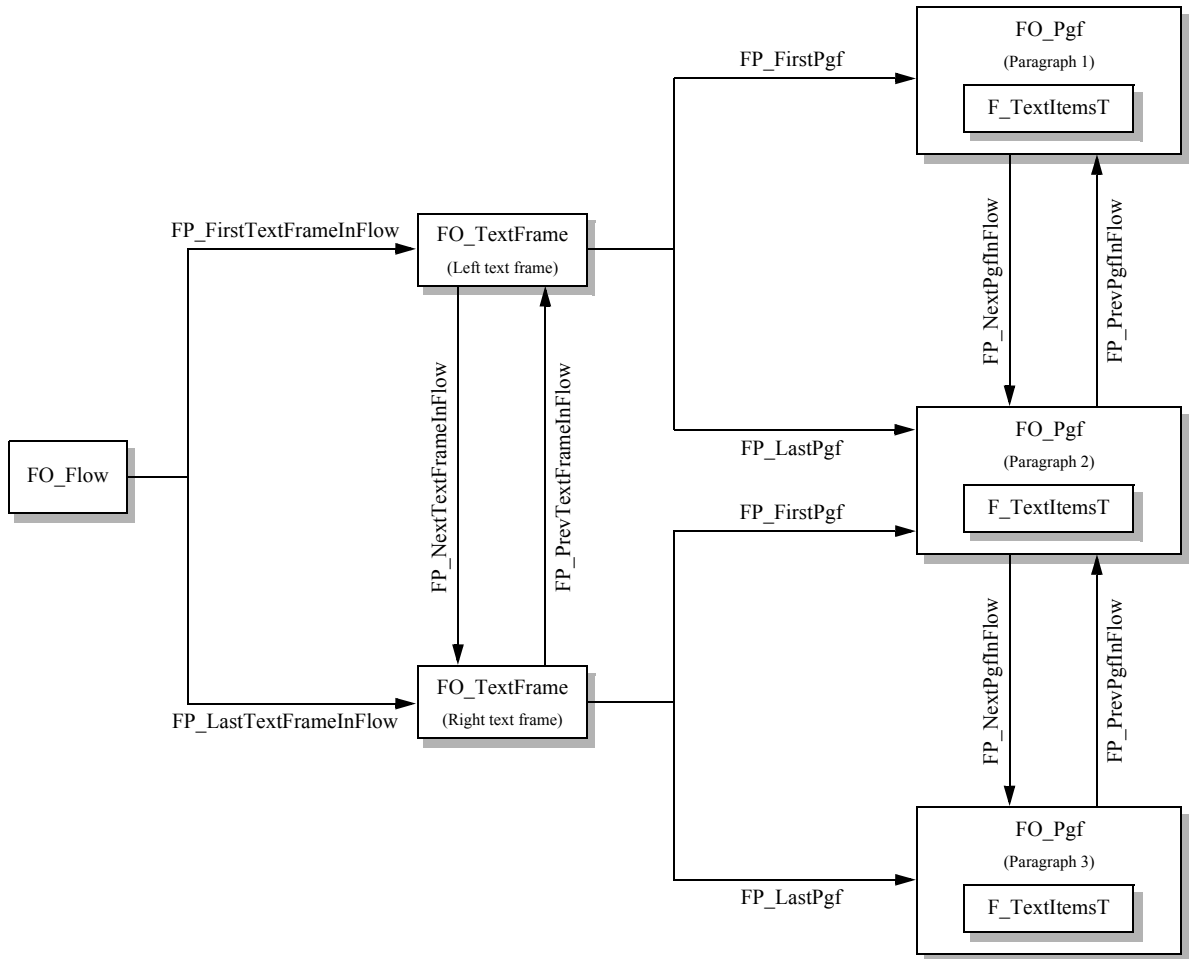 FO_Pgf
(Paragraph 1)
F_TextItemsT
FP_FirstPgf
FP_NextPgfInFlow
FP_PrevPgfInFlow
FP_FirstTextFrameInFlow
FO_TextFrame
(Left text frame)
FP_NextTextFrameInFlow
FP_PrevTextFrameInFlow
FO_Flow
FP_LastPgf
FO_Pgf
(Paragraph 2)
F_TextItemsT
FP_FirstPgf
FP_NextPgfInFlow
FP_PrevPgfInFlow
FO_TextFrame
(Right text frame)
FP_LastTextFrameInFlow
FO_Pgf
(Paragraph 3)
F_TextItemsT
FP_LastPgf